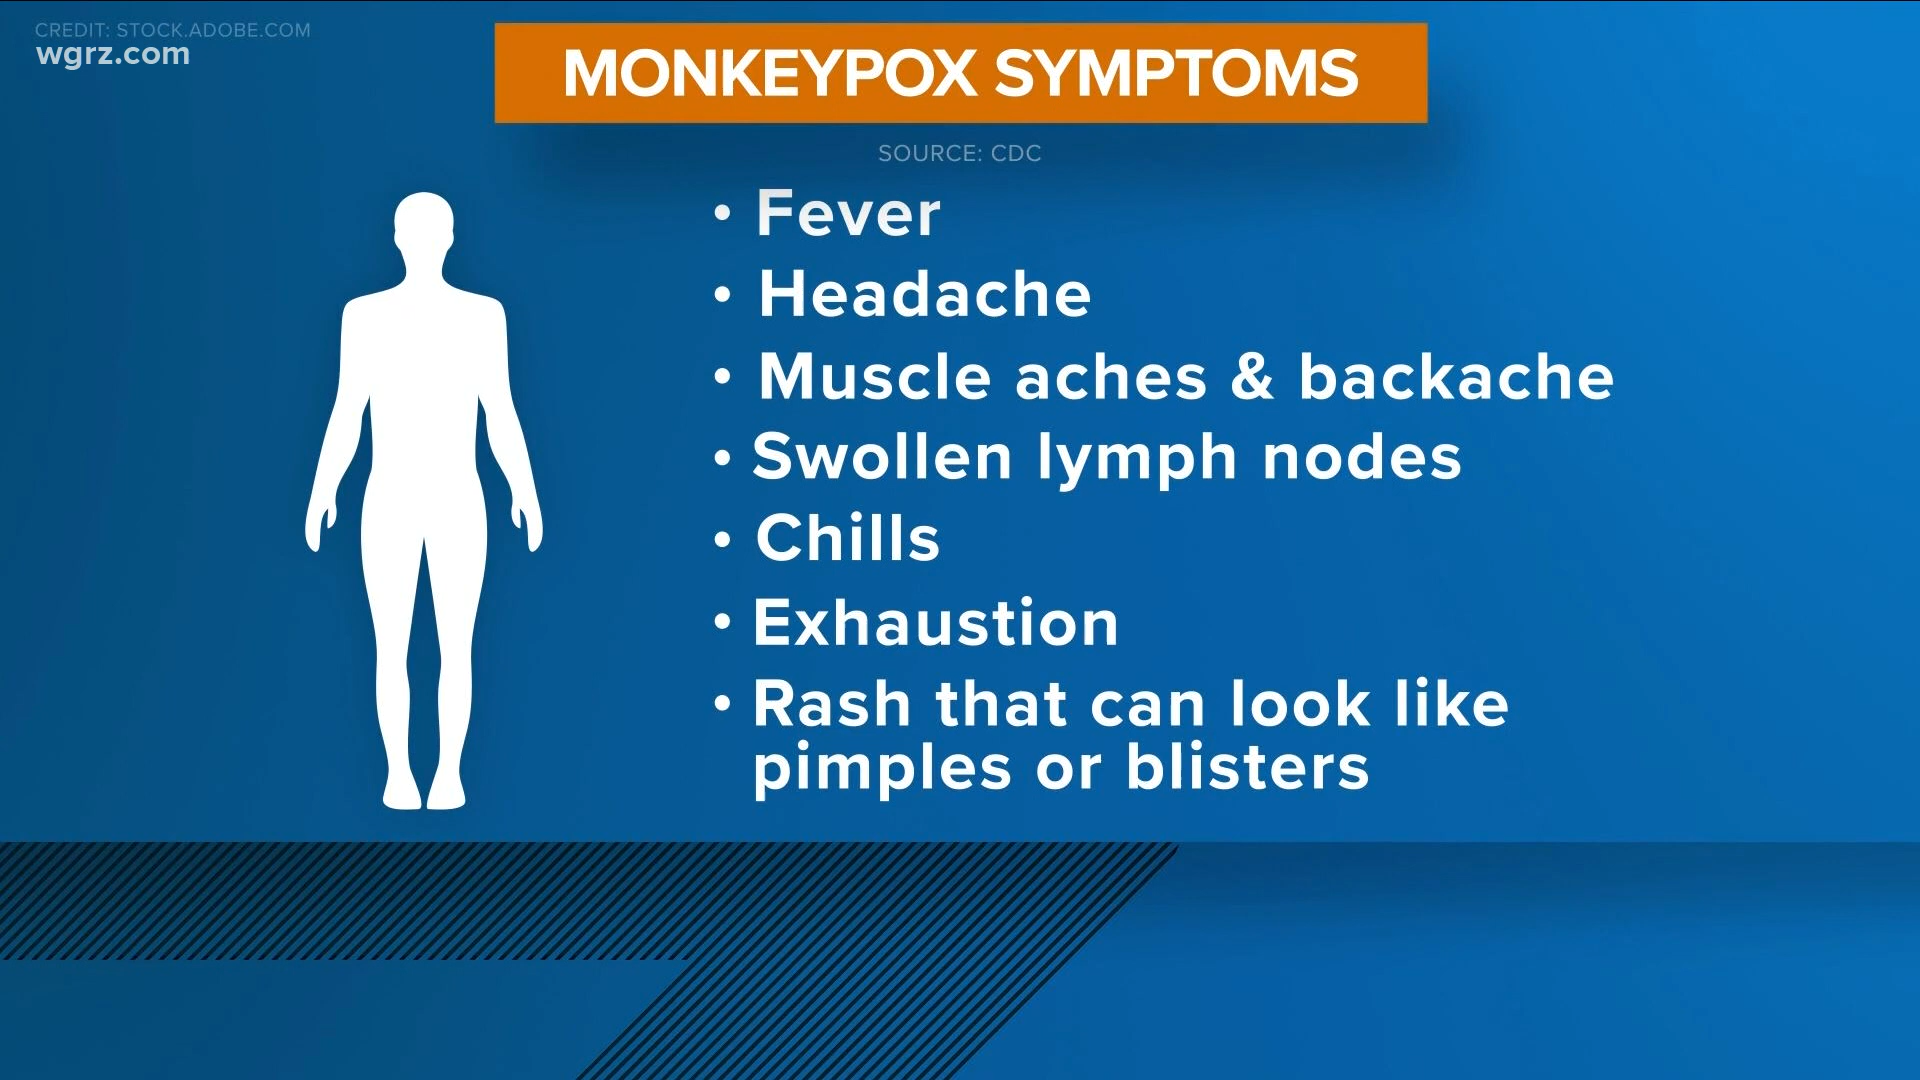 CREDIT: STOCK.ADOBE.COM
wgrz.com
MONKEYPOX SYMPTOMS
SOURCE: CDC
• Fever
• Headache
• Muscle aches & backache
• Swollen lymph nodes
• Chills
• Exhaustion
• Rash that can look like
pimples or blisters